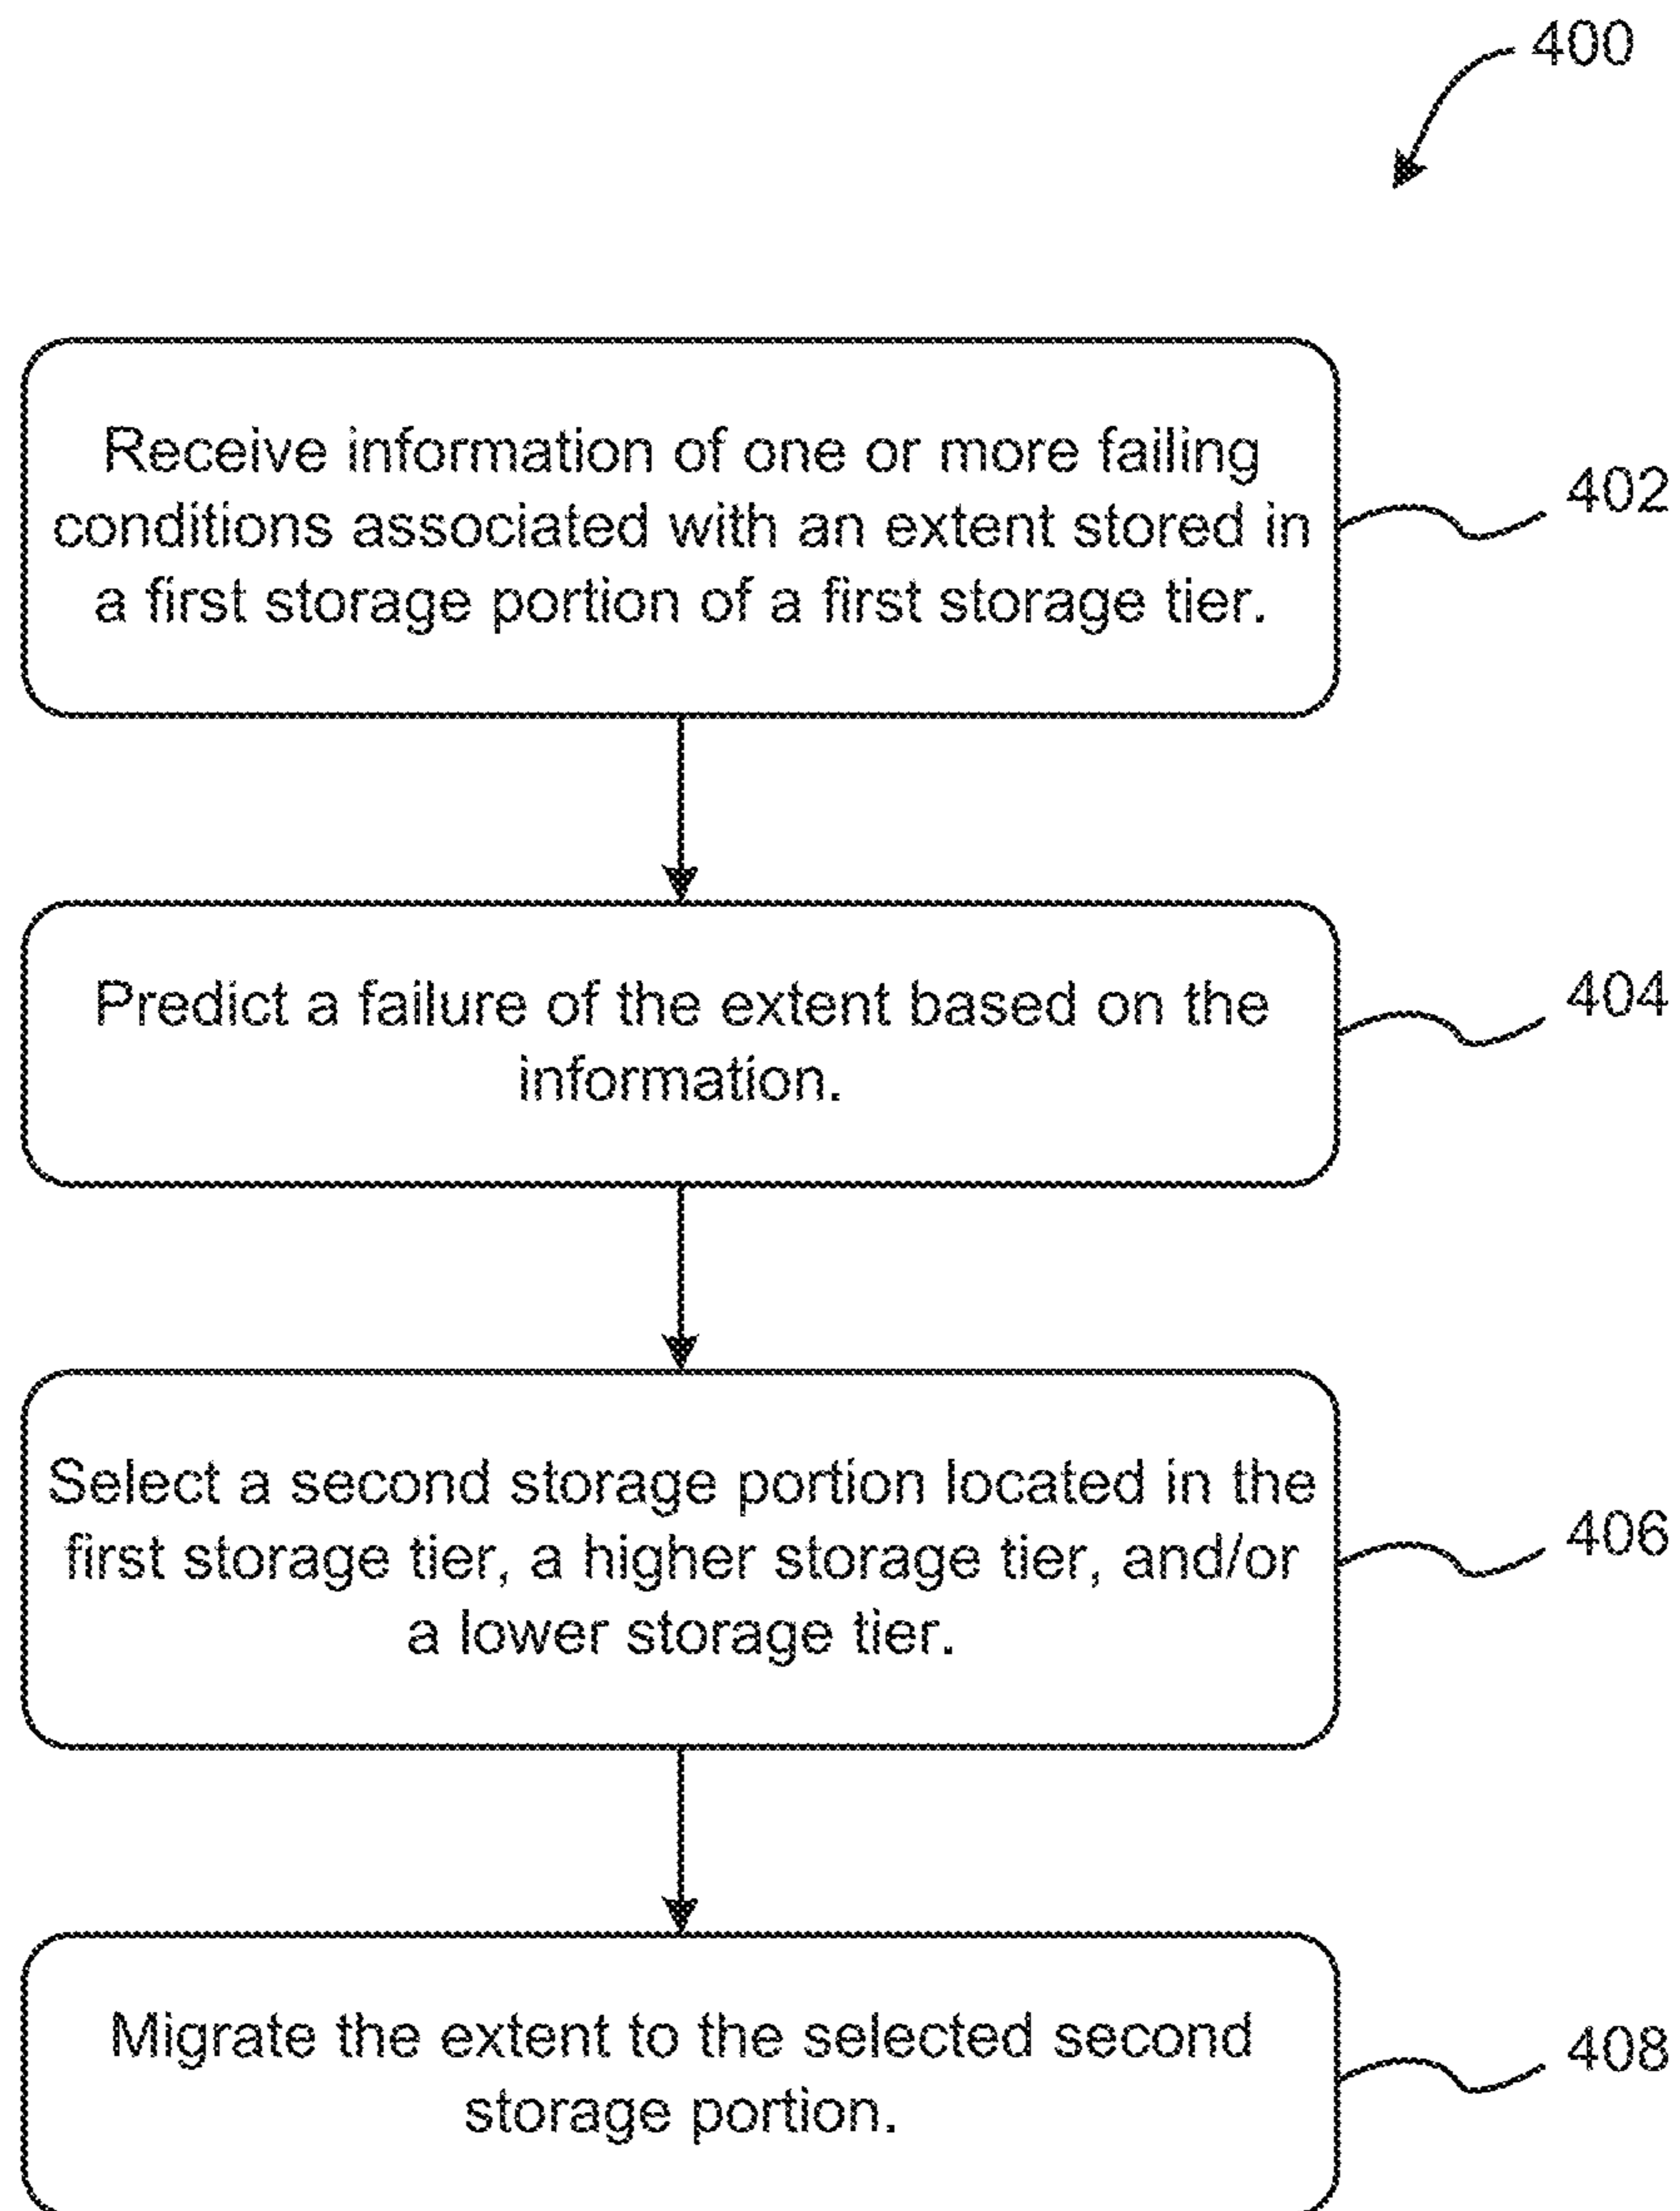 400
Receive information of one or more failing
conditions associated with an extent stored in
a first storage portion of a first storage tier.
402
Predict a failure of the extent based on the
information.
404
Select a second storage portion located in the
first storage tier, a higher storage tier, and/or
a lower storage tier.
406
Migrate the extent to the selected second
storage portion.
408